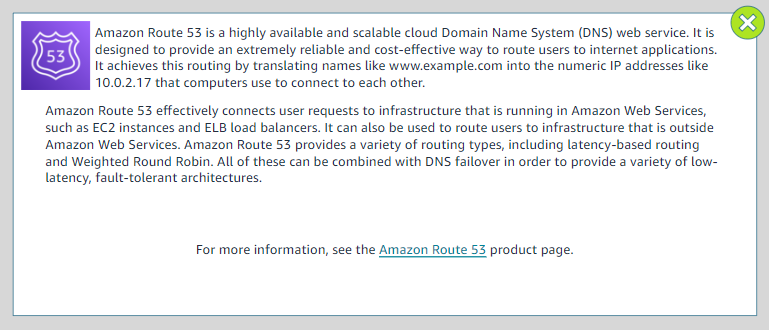 53
Amazon Route 53 is a highly available and scalable cloud Domain Name System (DNS) web service. It is
designed to provide an extremely reliable and cost-effective way to route users to internet applications.
It achieves this routing by translating names like www.example.com into the numeric IP addresses like
10.0.2.17 that computers use to connect to each other.
Amazon Route 53 effectively connects user requests to infrastructure that is running in Amazon Web Services,
such as EC2 instances and ELB load balancers. It can also be used to route users to infrastructure that is outside
Amazon Web Services. Amazon Route 53 provides a variety of routing types, including latency-based routing
and Weighted Round Robin. All of these can be combined with DNS failover in order to provide a variety of low-
latency, fault-tolerant architectures.
For more information, see the Amazon Route 53 product page.